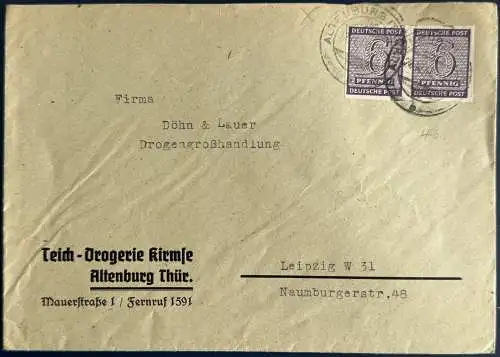 ALTENBURG
DEUTSCHE POST
6
PFENNIG
DEUTSCHE POST
DEUTSCHE POST
6
PFENNIG
DEUTSCHE POST
Firma
Döhn & Lauer
Drogengroßhandlung
Teich-Drogerie Kirmse
Altenburg Thür.
Mauerstraße 1 / Fernruf 1591
Leipzig W 31
Naumburgerstr.48